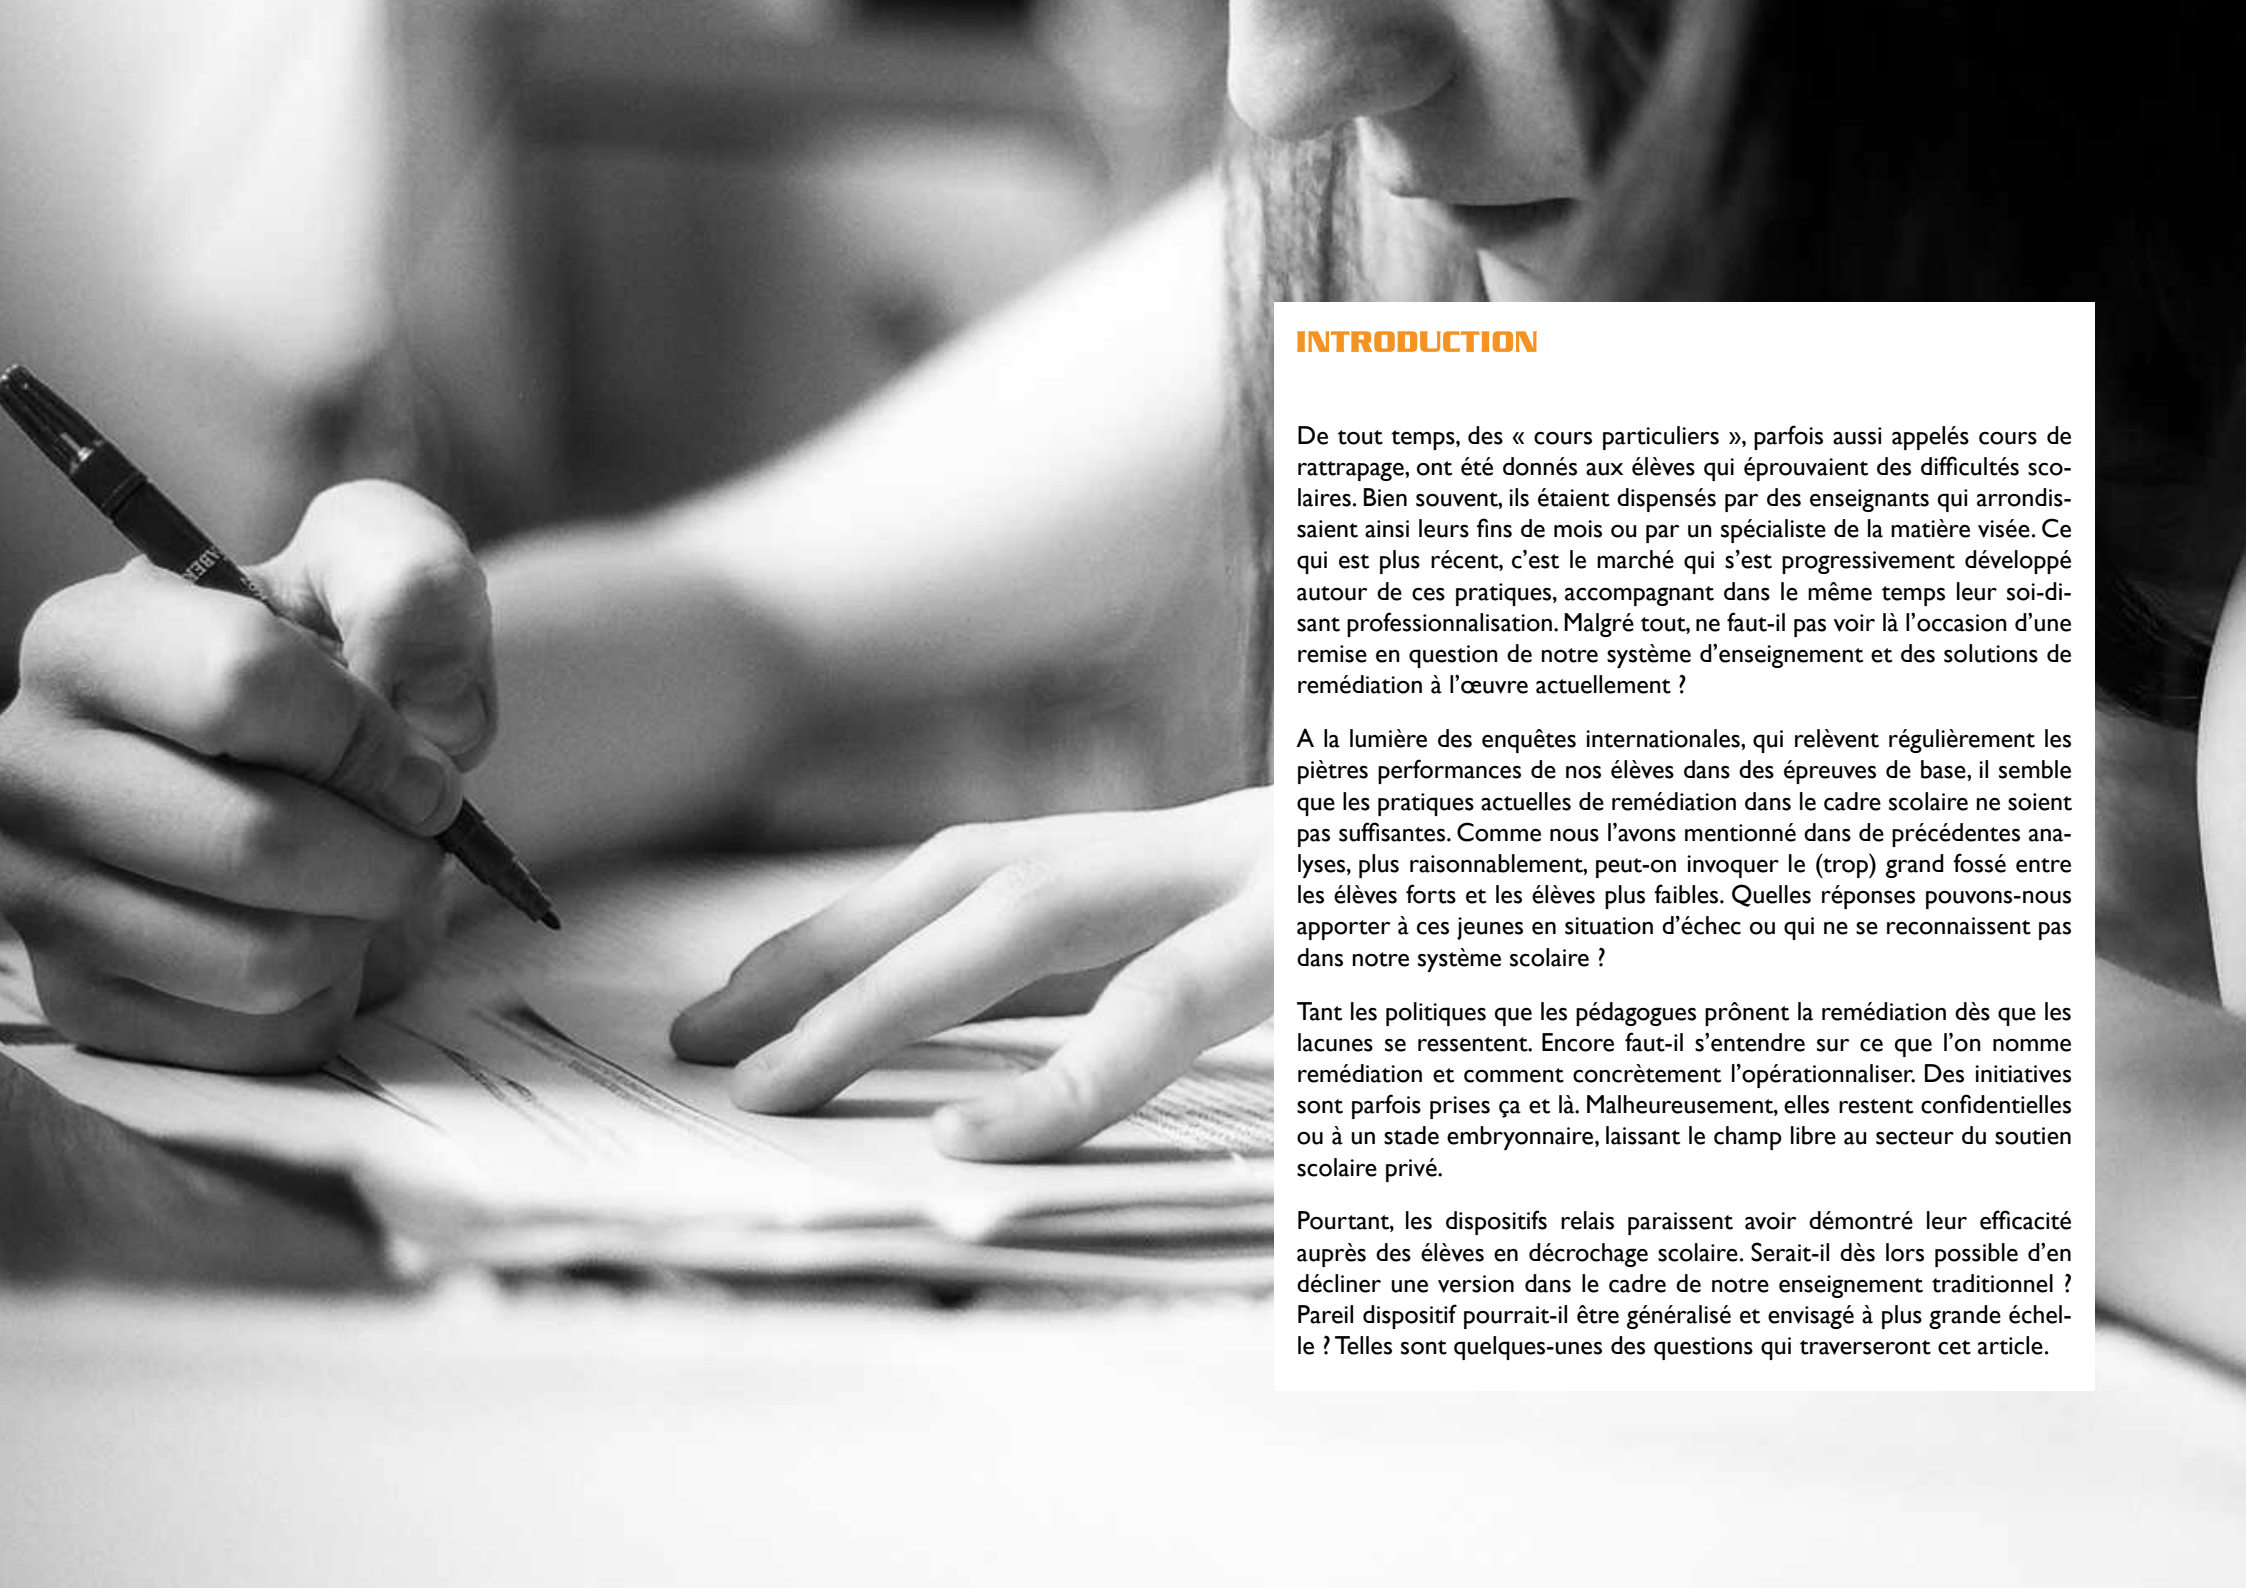 INTRODUCTION
De tout temps, des « cours particuliers », parfois aussi appelés cours de
rattrapage, ont été donnés aux élèves qui éprouvaient des difficultés sco-
laires. Bien souvent, ils étaient dispensés par des enseignants qui arrondis-
saient ainsi leurs fins de mois ou par un spécialiste de la matière visée. Ce
qui est plus récent, c’est le marché qui s’est progressivement développé
autour de ces pratiques, accompagnant dans le même temps leur soi-di-
sant professionnalisation. Malgré tout, ne faut-il pas voir là l’occasion d’une
remise en question de notre système d’enseignement et des solutions de
remédiation à l’œuvre actuellement ?
A la lumière des enquêtes internationales, qui relèvent régulièrement les
piètres performances de nos élèves dans des épreuves de base, il semble
que les pratiques actuelles de remédiation dans le cadre scolaire ne soient
pas suffisantes. Comme nous l’avons mentionné dans de précédentes ana-
lyses, plus raisonnablement, peut-on invoquer le (trop) grand fossé entre
les élèves forts et les élèves plus faibles. Quelles réponses pouvons-nous
apporter à ces jeunes en situation d’échec ou qui ne se reconnaissent pas
dans notre système scolaire ?
Tant les politiques que les pédagogues prônent la remédiation dès que les
lacunes se ressentent. Encore faut-il s’entendre sur ce que l’on nomme
remédiation et comment concrètement l’opérationnaliser. Des initiatives
sont parfois prises ça et là. Malheureusement, elles restent confidentielles
ou à un stade embryonnaire, laissant le champ libre au secteur du soutien
scolaire privé.
Pourtant, les dispositifs relais paraissent avoir démontré leur efficacité
auprès des élèves en décrochage scolaire. Serait-il dès lors possible d’en
décliner une version dans le cadre de notre enseignement traditionnel ?
Pareil dispositif pourrait-il être généralisé et envisagé à plus grande échel-
le ? Telles sont quelques-unes des questions qui traverseront cet article.